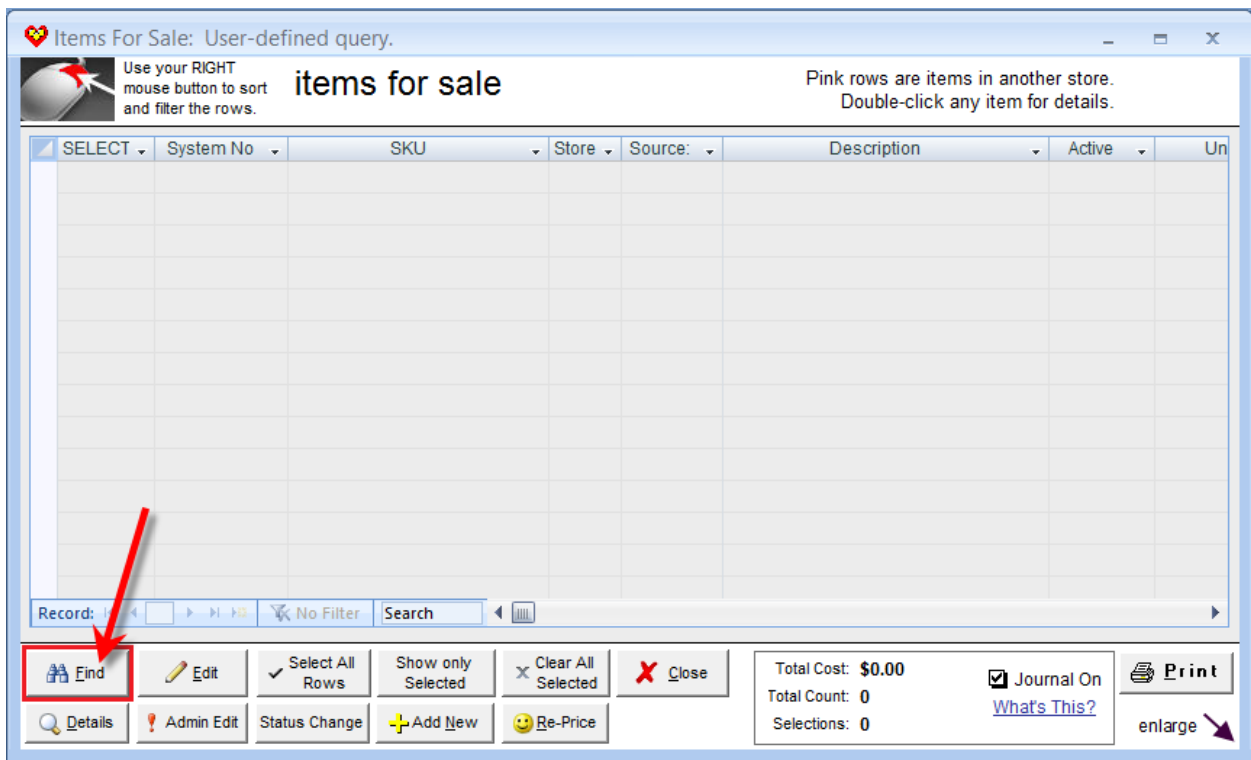 Items For Sale: User-defined query.
Use your RIGHT
mouse button to sort
and filter the rows.
items for sale
Pink rows are items in another store.
Double-click any item for details.
SELECT System No SKU Store Source: Description Active Un
Record: No Filter Search
Find Edit Select All Rows Show only Selected Clear All Selected Close
Details Admin Edit Status Change Add New Re-Price
Total Cost: $0.00
Total Count: 0
Selections: 0
Journal On
What's This?
Print
enlarge